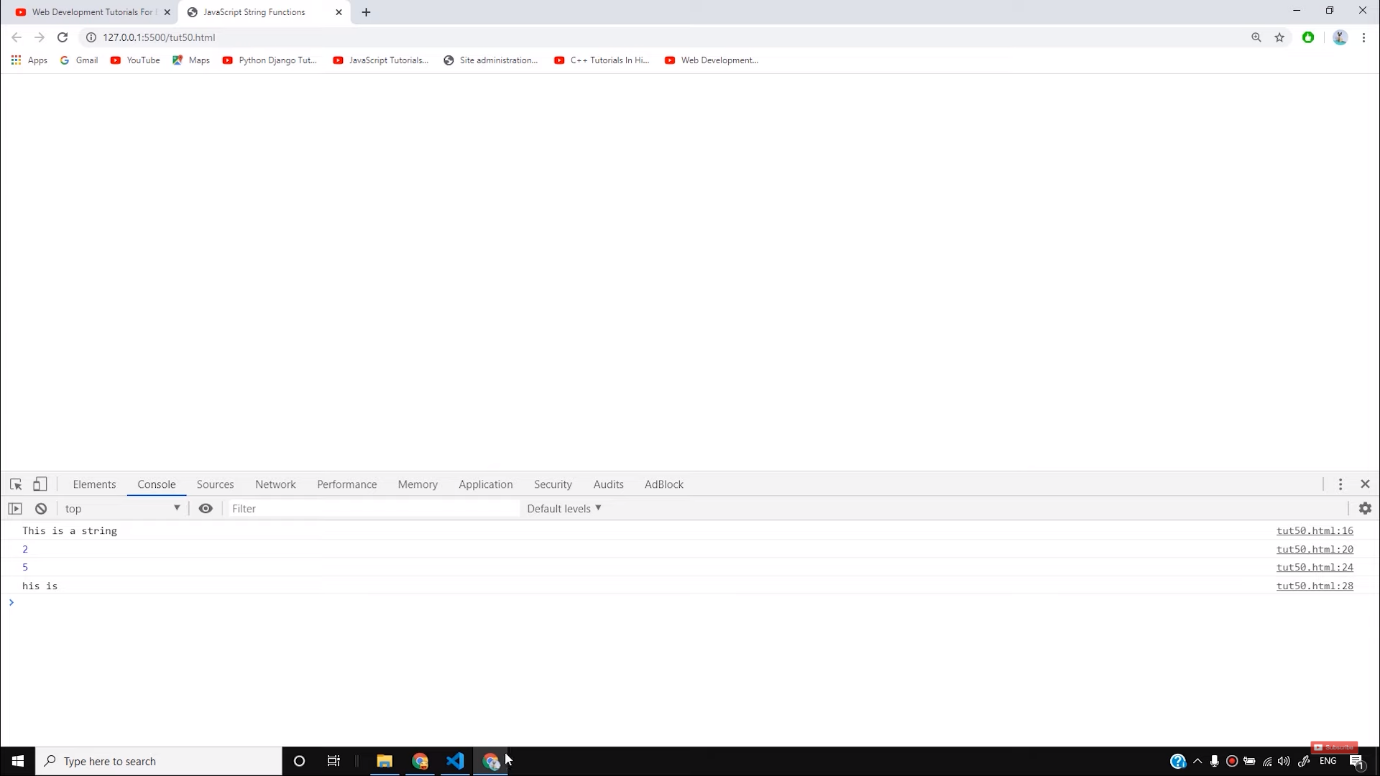 Web Development Tutorials For
JavaScript String Functions
127.0.0.1:5500/tut50.html
Apps Gmail YouTube Maps Python Django Tut... JavaScript Tutorials... Site administration... C++ Tutorials In Hi... Web Development...
Elements Console Sources Network Performance Memory Application Security Audits AdBlock
top Filter Default levels
This is a string tut50.html:16
2 tut50.html:20
5 tut50.html:24
his is tut50.html:28
Subscribe
Type here to search ENG 1